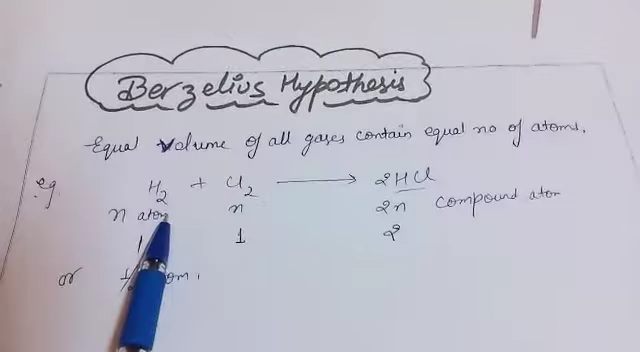 Berzelius Hypothesis
Equal Volume of all gases contain equal no of atoms.
eg. H2 + Cl2 ⟶ 2HCl
n atom n 2n compound atom
1 1 2
or